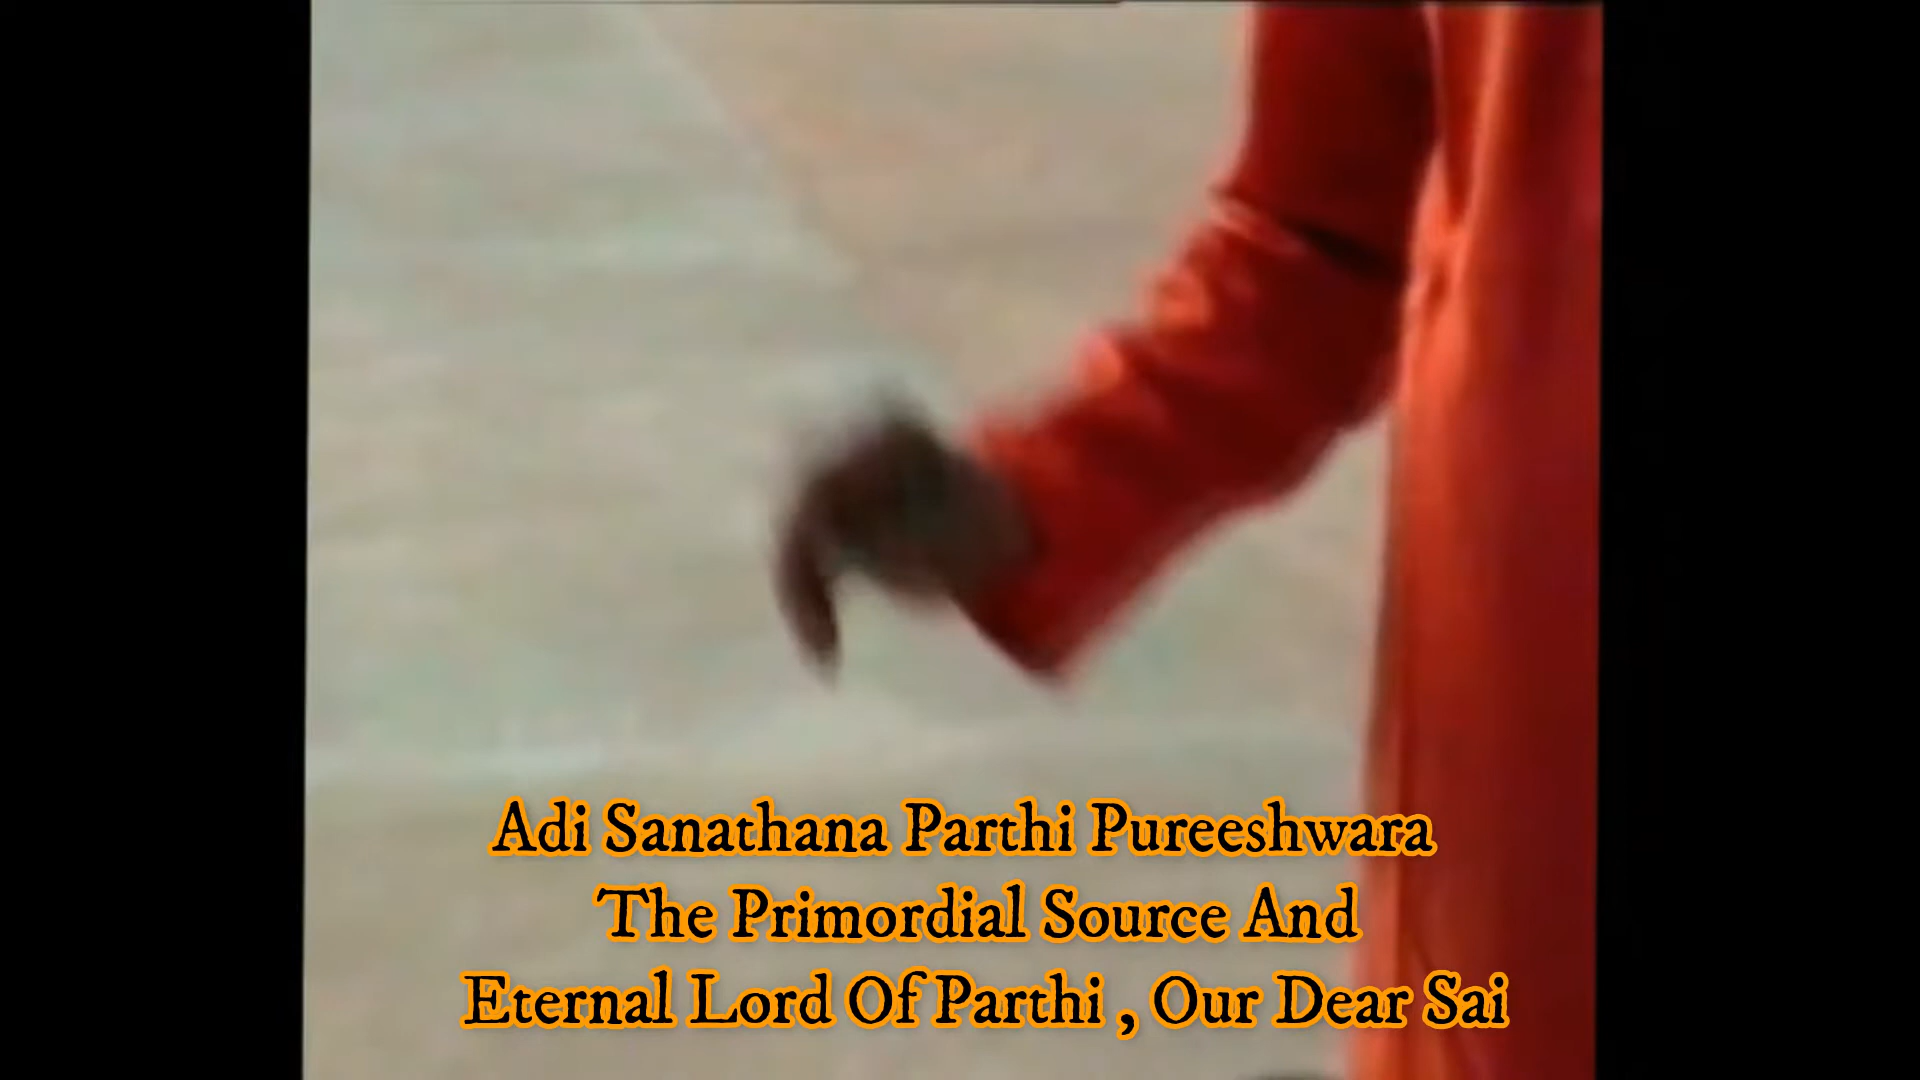 Adi Sanathana Parthi Pureeshwara
The Primordial Source And
Eternal Lord Of Parthi , Our Dear Sai